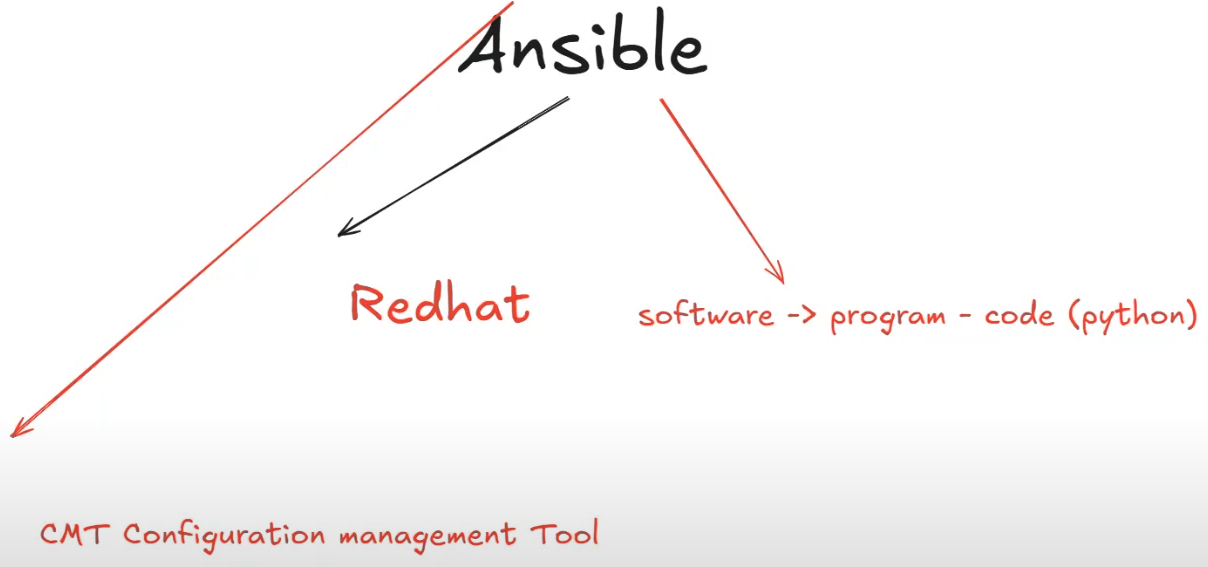 Ansible
Redhat
software -> program - code (python)
CMT Configuration management Tool